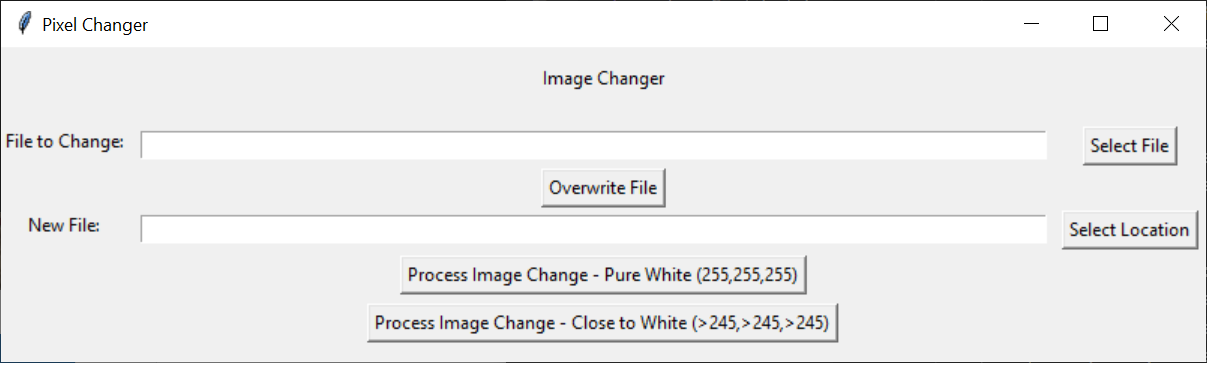 Pixel Changer
Image Changer
File to Change:
Select File
Overwrite File
New File:
Select Location
Process Image Change - Pure White (255,255,255)
Process Image Change - Close to White (>245,>245,>245)